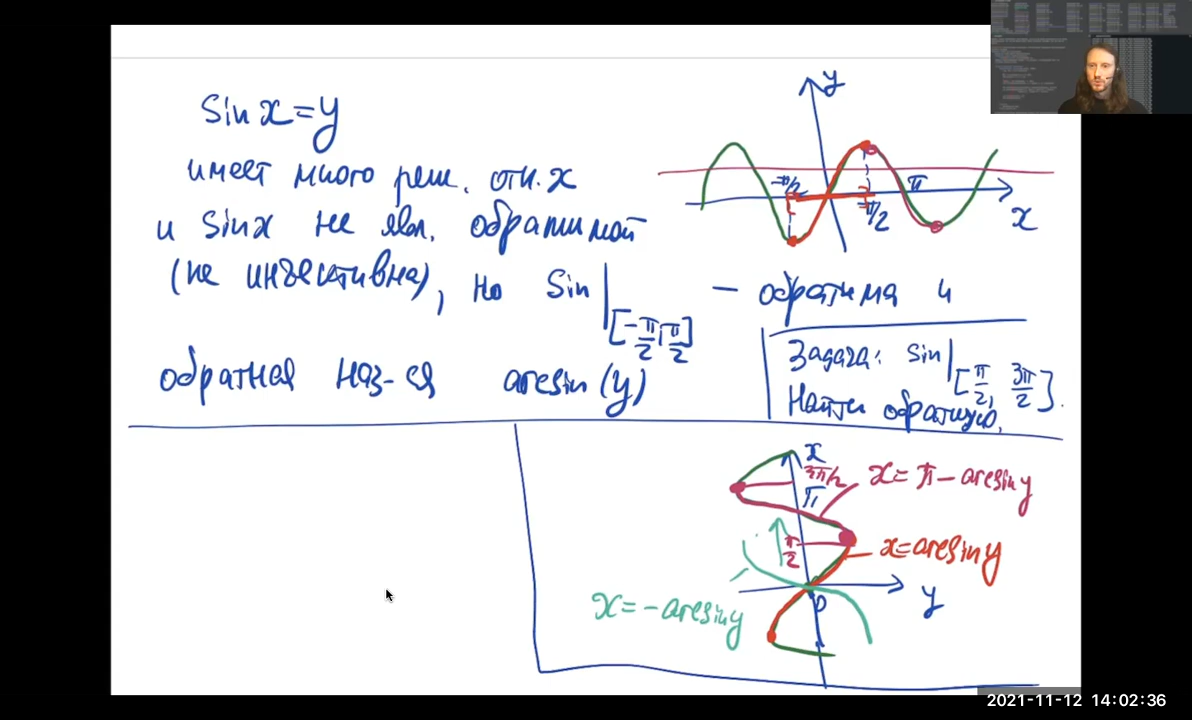 Sin x = y
имеет много реш. отн. x
и sin x не явл. обратимой
(не инъективна), но Sin|[-π/2, π/2] – обратима и
обратная наз-ся arcsin(y)
y
-π/2
π
π/2
x
Задача: sin|[π/2, 3π/2].
Найти обратную.
x
3π/2
π
x = π - arcsin y
π/2
x = arcsin y
0
y
x = -arcsin y
2021-11-12 14:02:36